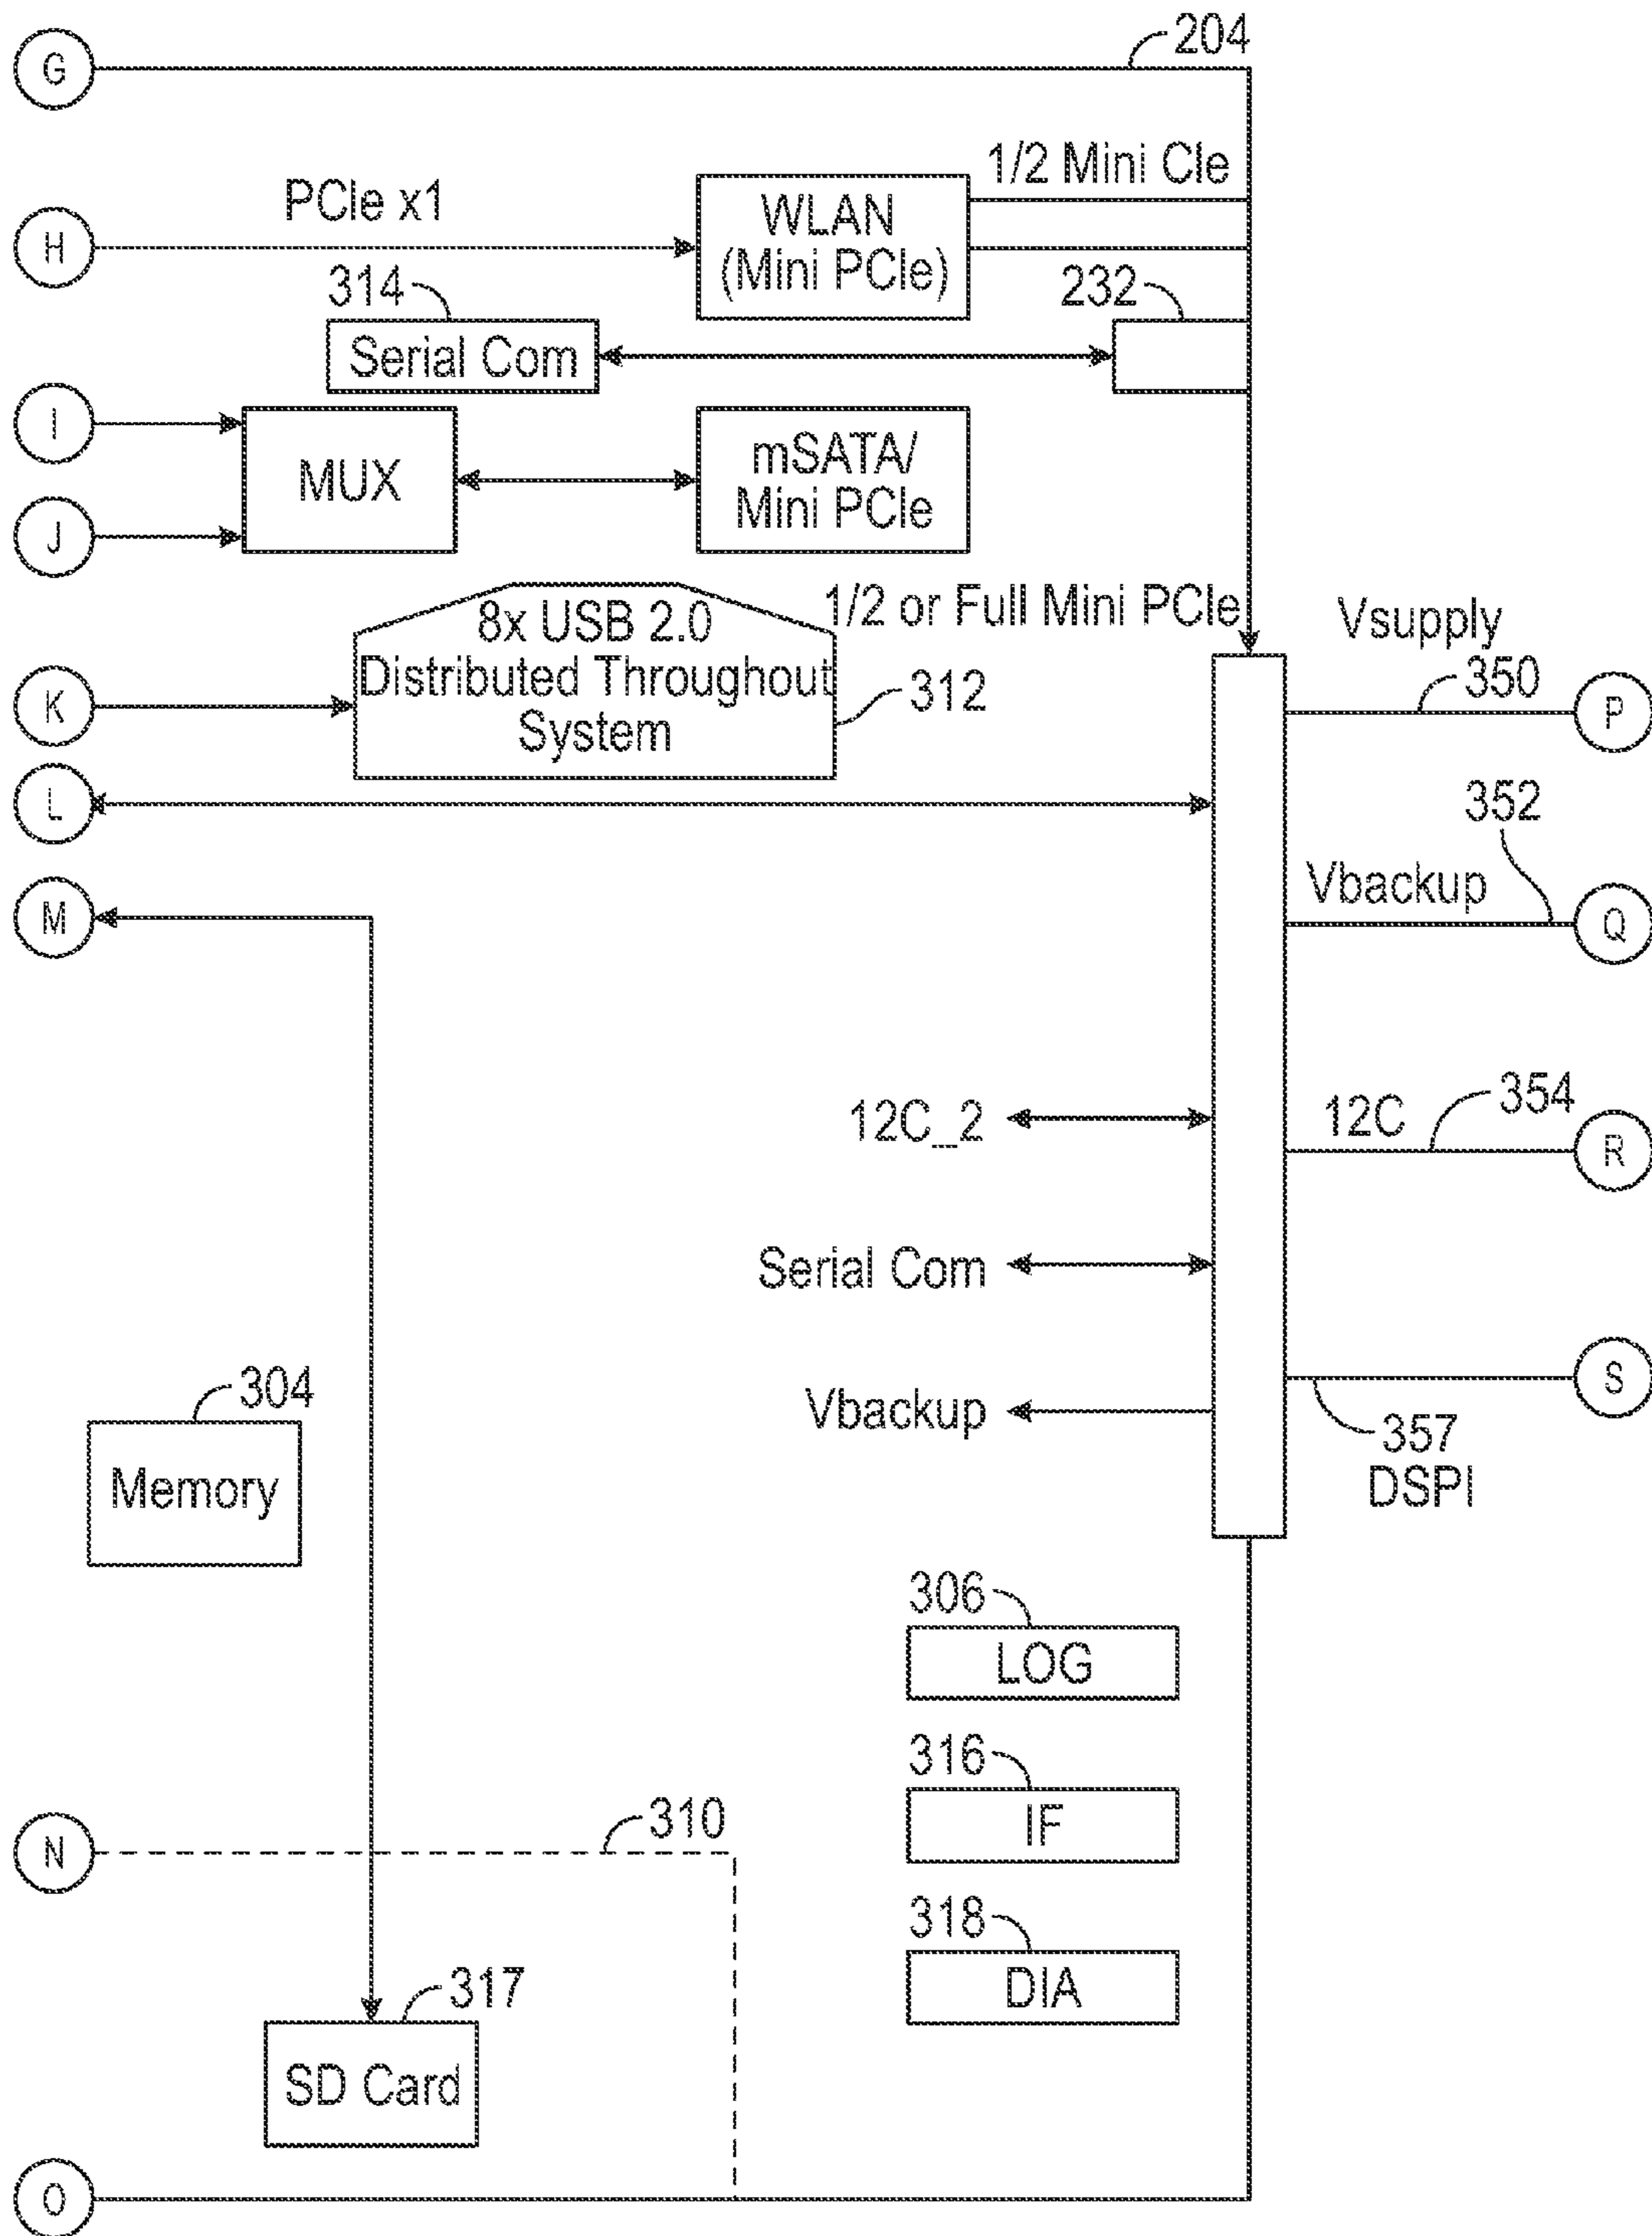 G
204
1/2 Mini Cle
PCle x1
WLAN
(Mini PCle)
H
314
232
Serial Com
I
MUX
mSATA/
Mini PCle
J
1/2 or Full Mini PCle
8x USB 2.0
Distributed Throughout
System
312
K
Vsupply
350
P
L
352
Vbackup
Q
M
12C_2
12C
354
R
Serial Com
304
Memory
Vbackup
S
357
DSPI
306
LOG
316
IF
310
N
318
DIA
317
SD Card
O